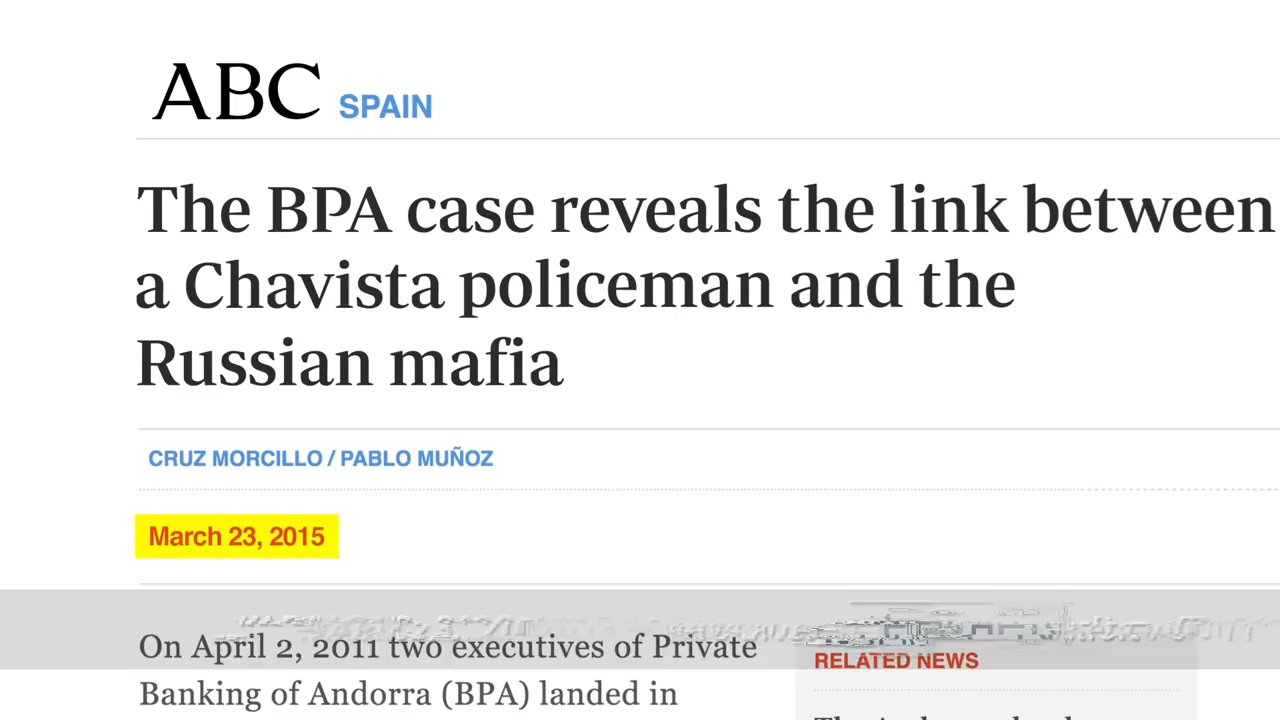 ABC SPAIN
The BPA case reveals the link between
a Chavista policeman and the
Russian mafia
CRUZ MORCILLO / PABLO MUÑOZ
March 23, 2015
On April 2, 2011 two executives of Private
Banking of Andorra (BPA) landed in
RELATED NEWS